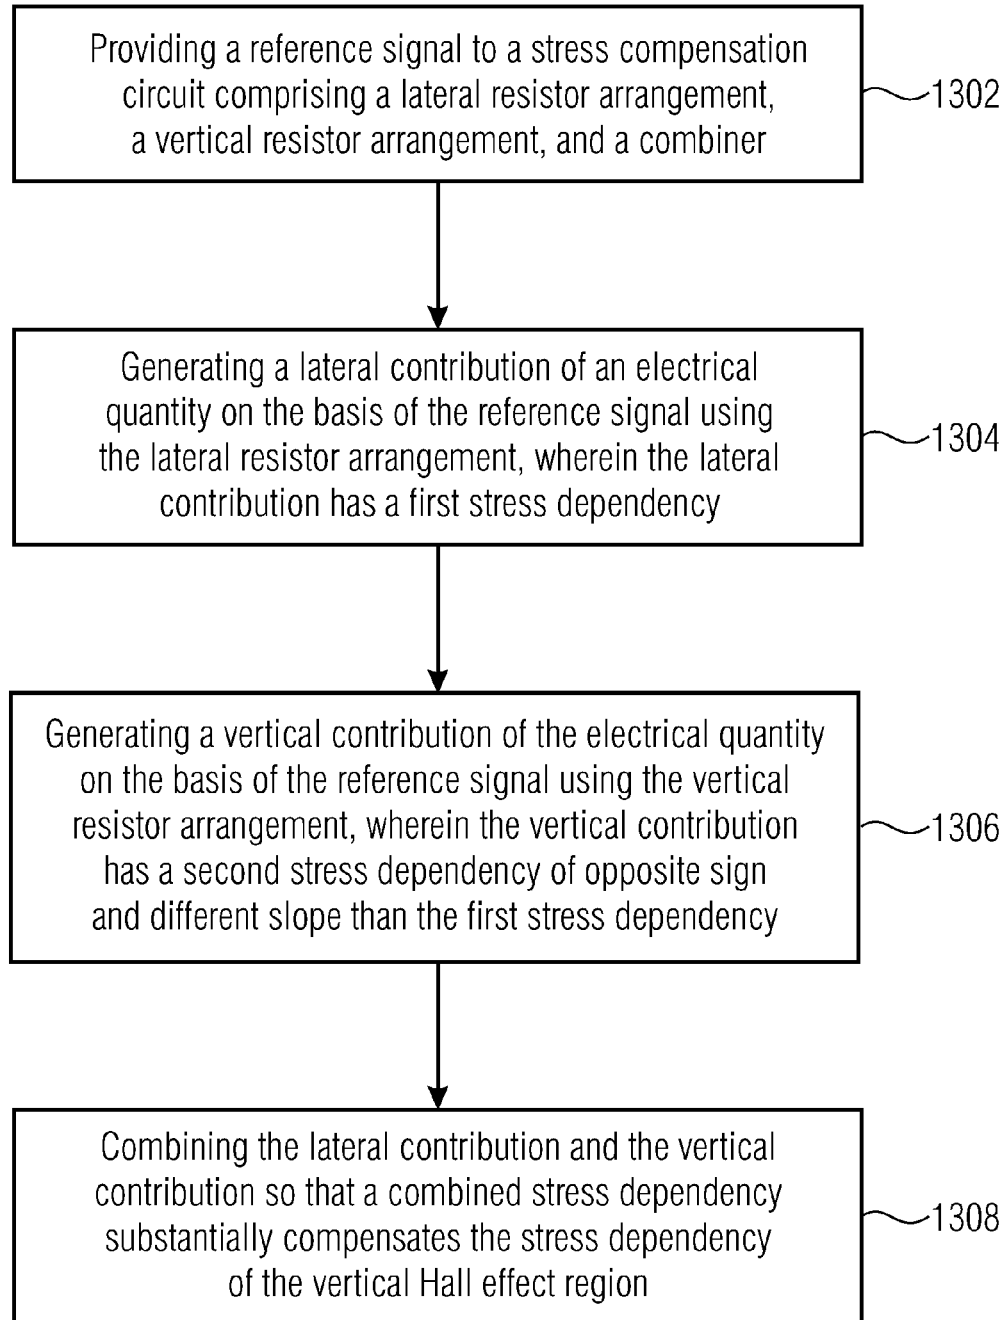 Providing a reference signal to a stress compensation
circuit comprising a lateral resistor arrangement,
a vertical resistor arrangement, and a combiner
1302
Generating a lateral contribution of an electrical
quantity on the basis of the reference signal using
the lateral resistor arrangement, wherein the lateral
contribution has a first stress dependency
1304
Generating a vertical contribution of the electrical quantity
on the basis of the reference signal using the vertical
resistor arrangement, wherein the vertical contribution
has a second stress dependency of opposite sign
and different slope than the first stress dependency
1306
Combining the lateral contribution and the vertical
contribution so that a combined stress dependency
substantially compensates the stress dependency
of the vertical Hall effect region
1308